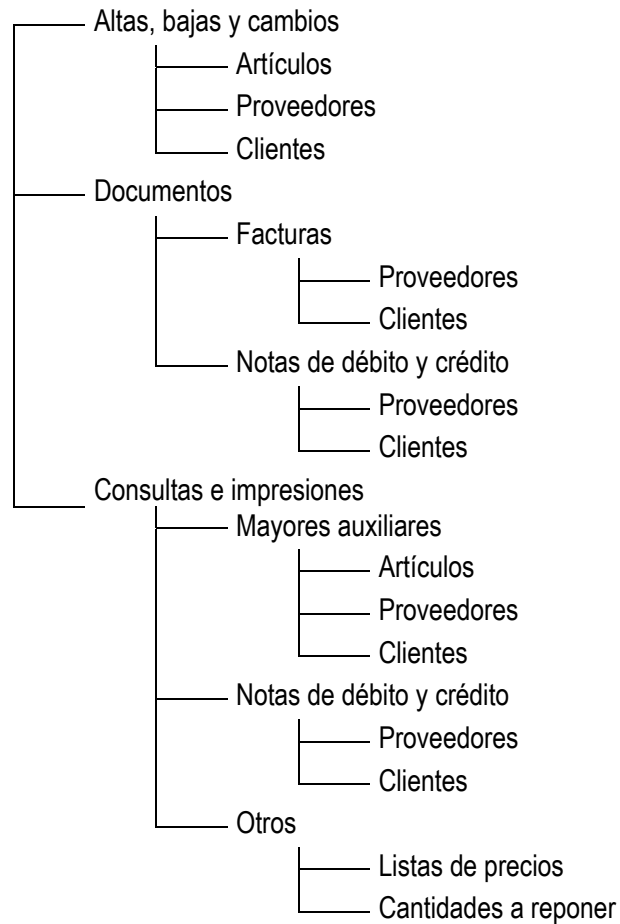 Altas, bajas y cambios
Artículos
Proveedores
Clientes
Documentos
Facturas
Proveedores
Clientes
Notas de débito y crédito
Proveedores
Clientes
Consultas e impresiones
Mayores auxiliares
Artículos
Proveedores
Clientes
Notas de débito y crédito
Proveedores
Clientes
Otros
Listas de precios
Cantidades a reponer